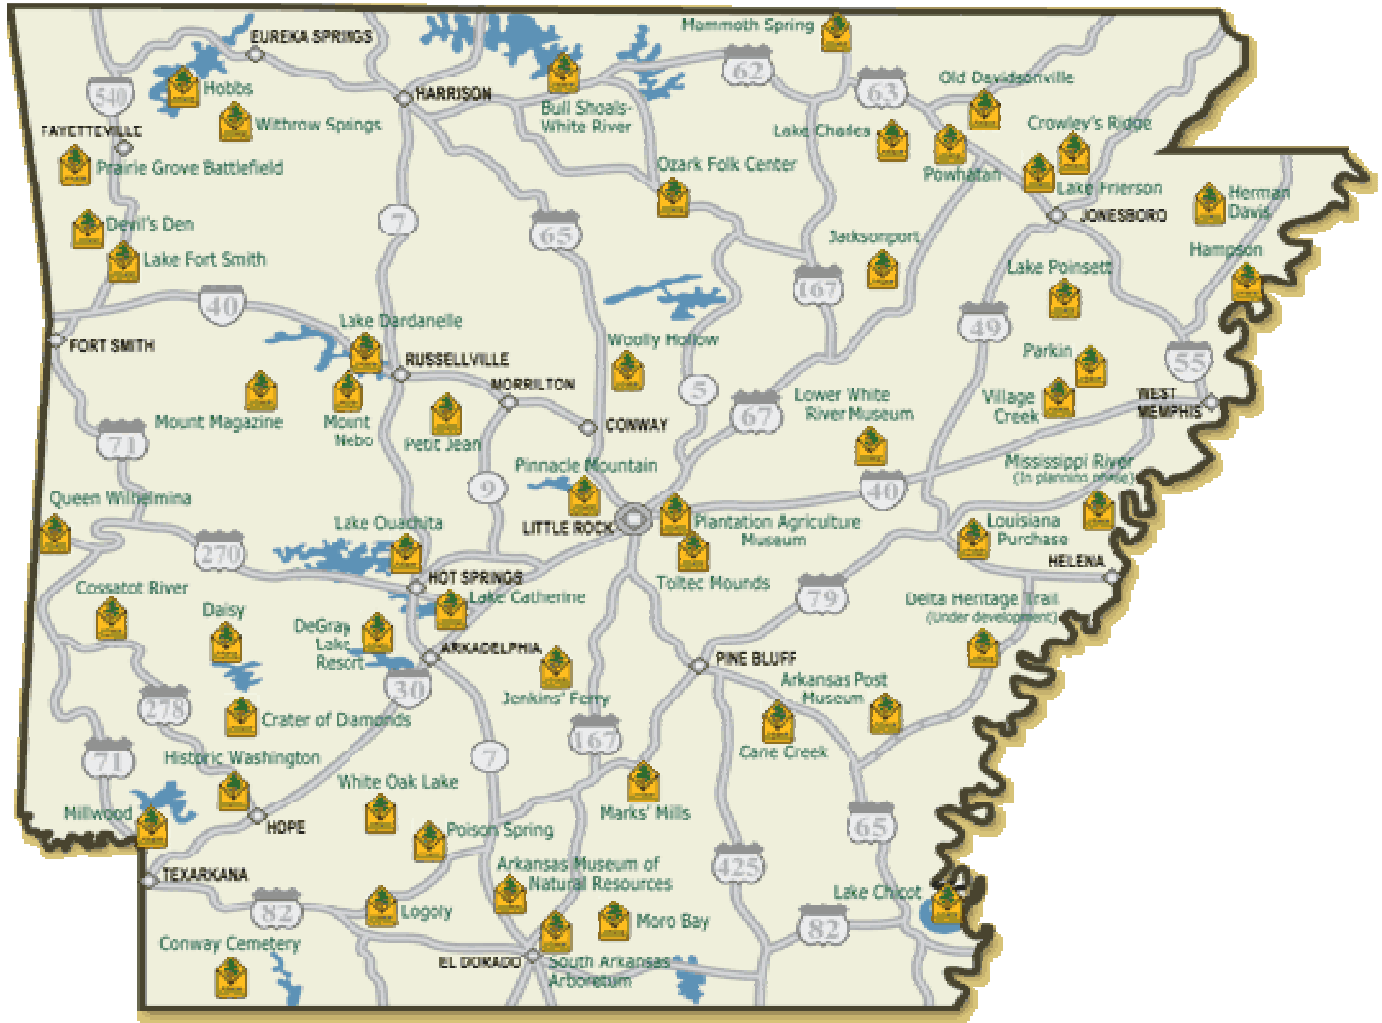 Mammoth Spring
EUREKA SPRINGS
62
Old Davidsonville
540
Hobbs
HARRISON
63
Bull Shoals-
White River
FAYETTEVILLE
Withrow Springs
Lake Charles
Crowley's Ridge
Prairie Grove Battlefield
Ozark Folk Center
Powhatan
Lake Frierson
Herman
Davis
7
65
JONESBORO
Devil's Den
Jacksonport
Hampson
Lake Fort Smith
Lake Poinsett
40
167
Lake Dardanelle
49
FORT SMITH
Woolly Hollow
Parkin
55
RUSSELLVILLE
MORRILTON
5
Lower White
River Museum
Village
Creek
WEST
MEMPHIS
Mount Magazine
Mount
Nebo
Petit Jean
CONWAY
67
71
Pinnacle Mountain
Mississippi River
(In planning phase)
9
40
Queen Wilhelmina
Lake Ouachita
LITTLE ROCK
Plantation Agriculture
Museum
Louisiana
Purchase
270
HELENA
HOT SPRINGS
Toltec Mounds
Cossatot River
Lake Catherine
79
Delta Heritage Trail
(Under development)
Daisy
DeGray
Lake
Resort
ARKADELPHIA
PINE BLUFF
30
Jenkins' Ferry
Arkansas Post
Museum
278
Crater of Diamonds
167
Cane Creek
71
Historic Washington
7
White Oak Lake
Marks' Mills
Millwood
HOPE
Poison Spring
65
TEXARKANA
Arkansas Museum of
Natural Resources
425
Lake Chicot
82
Logoly
Moro Bay
82
Conway Cemetery
EL DORADO
South Arkansas
Arboretum